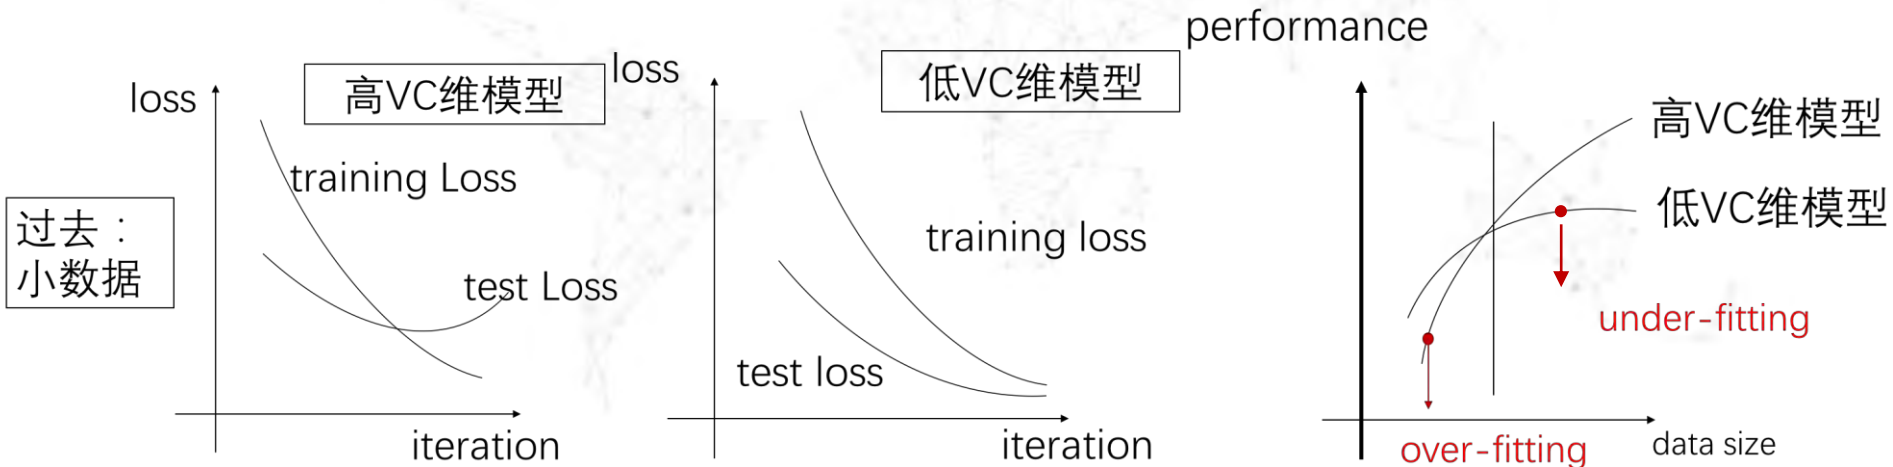 过去：
小数据
loss
高VC维模型
training Loss
test Loss
iteration
loss
低VC维模型
training loss
test loss
iteration
performance
高VC维模型
低VC维模型
under-fitting
over-fitting
data size